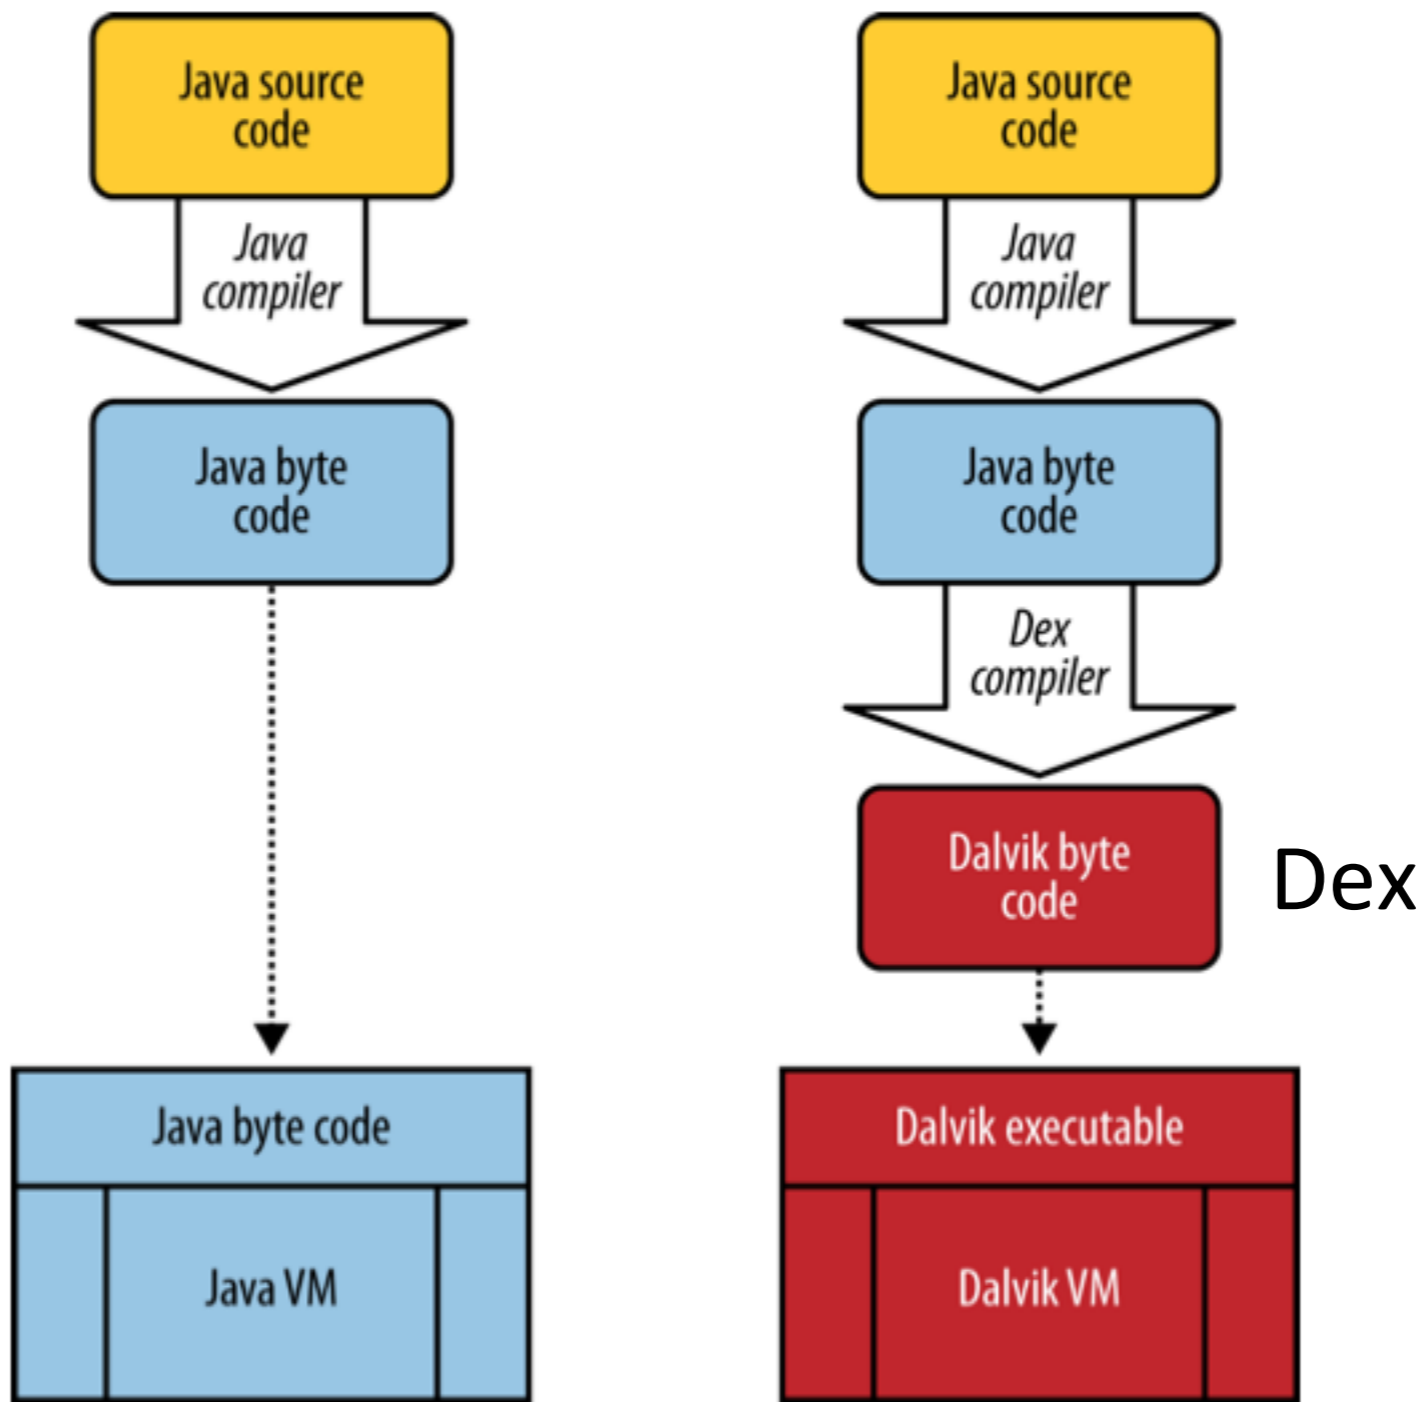 Java source
code
Java
compiler
Java byte
code
Java byte code
Java VM
Java source
code
Java
compiler
Java byte
code
Dex
compiler
Dalvik byte
code
Dex
Dalvik executable
Dalvik VM